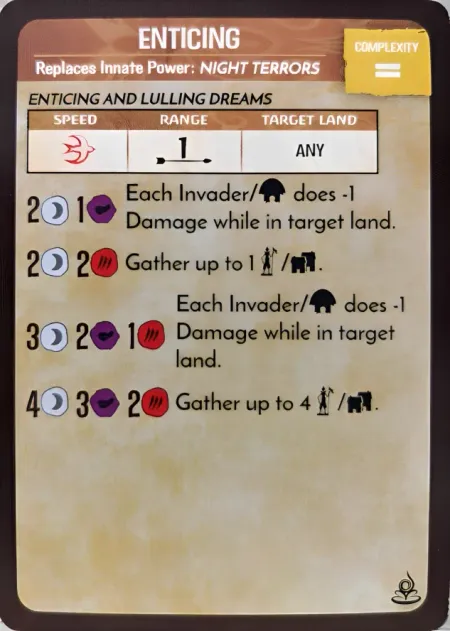 ENTICING
Replaces Innate Power: NIGHT TERRORS
COMPLEXITY
=
ENTICING AND LULLING DREAMS
SPEED RANGE TARGET LAND
1 ANY
2 1 Each Invader/ does -1
Damage while in target land.
2 2 Gather up to 1 / .
Each Invader/ does -1
3 2 1 Damage while in target
land.
4 3 2 Gather up to 4 / .